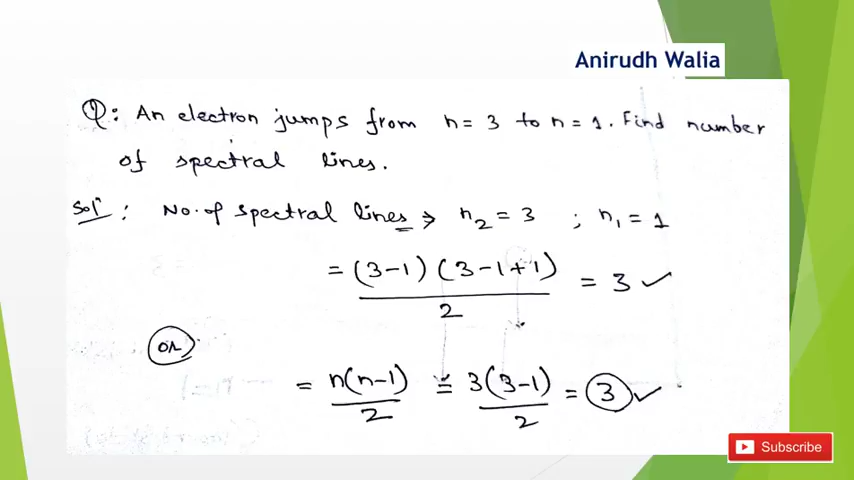 Anirudh Walia
Q: An electron jumps from n = 3 to n = 1. Find number
of spectral lines.
Solⁿ: No. of spectral lines → n₂ = 3 ; n₁ = 1
= (3-1) (3-1+1) / 2 = 3 ✓
OR
= n(n-1) / 2 = 3(3-1) / 2 = 3 ✓
Subscribe